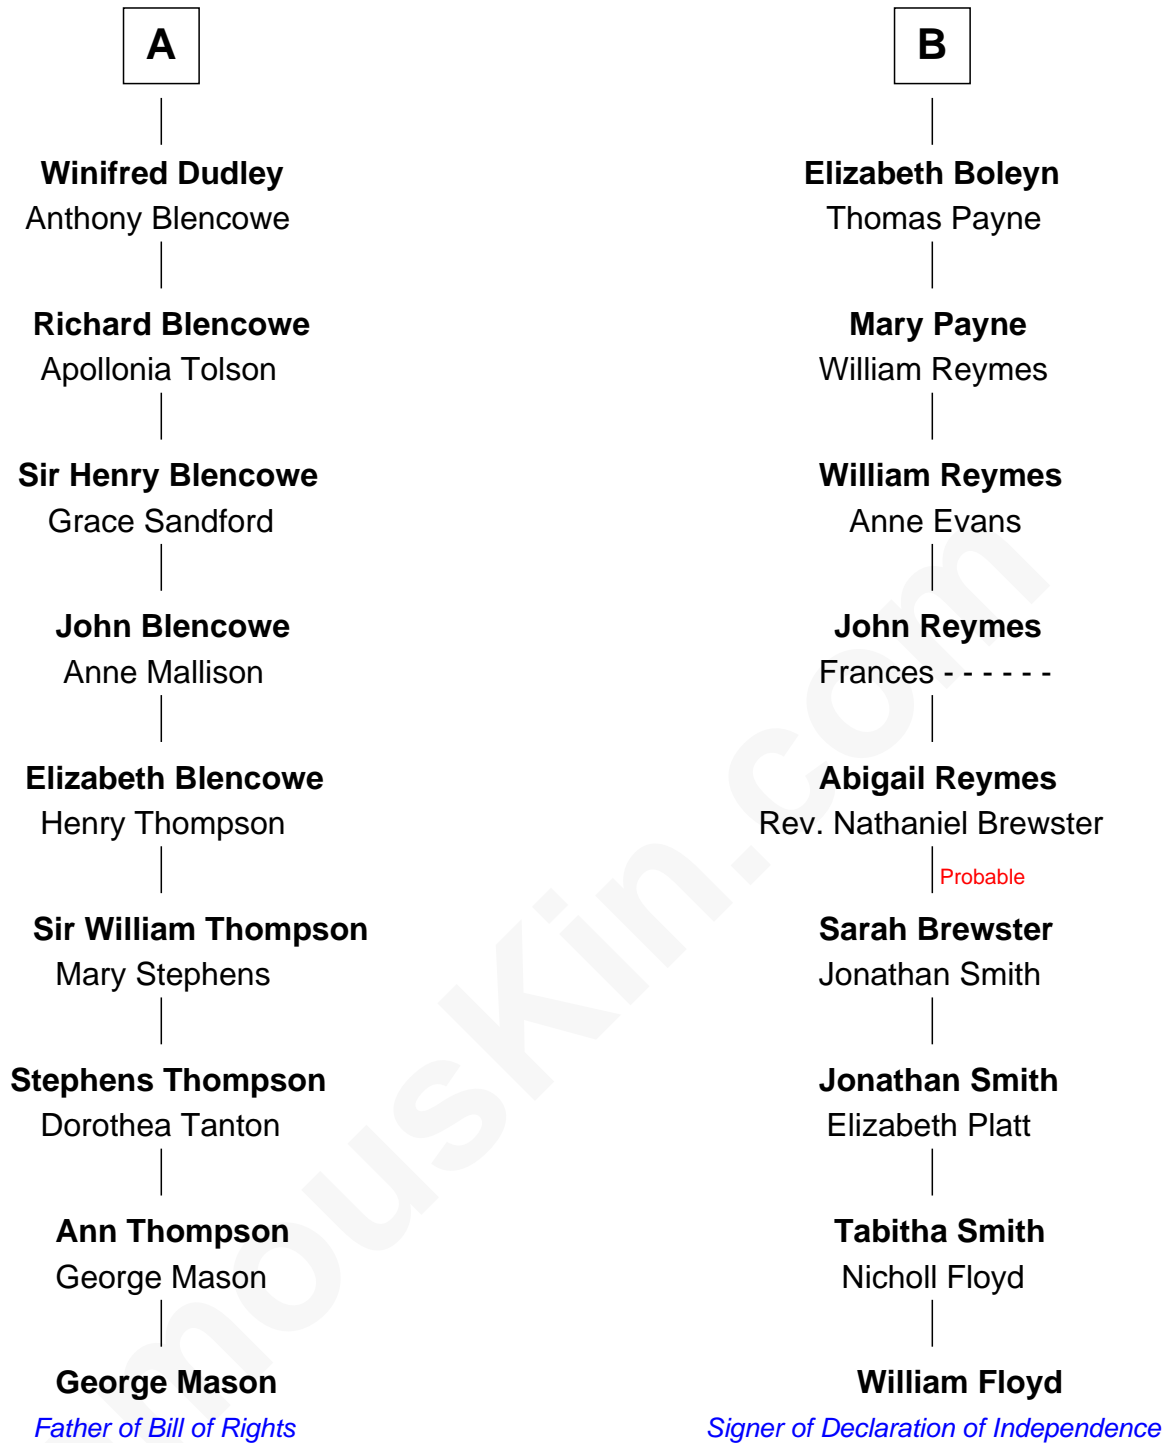 A
Winifred Dudley
Anthony Blencowe
Richard Blencowe
Apollonia Tolson
Sir Henry Blencowe
Grace Sandford
John Blencowe
Anne Mallison
Elizabeth Blencowe
Henry Thompson
Sir William Thompson
Mary Stephens
Stephens Thompson
Dorothea Tanton
Ann Thompson
George Mason
George Mason
Father of Bill of Rights
B
Elizabeth Boleyn
Thomas Payne
Mary Payne
William Reymes
William Reymes
Anne Evans
John Reymes
Frances - - - - - -
Abigail Reymes
Rev. Nathaniel Brewster
Probable
Sarah Brewster
Jonathan Smith
Jonathan Smith
Elizabeth Platt
Tabitha Smith
Nicholl Floyd
William Floyd
Signer of Declaration of Independence
mousKin.com